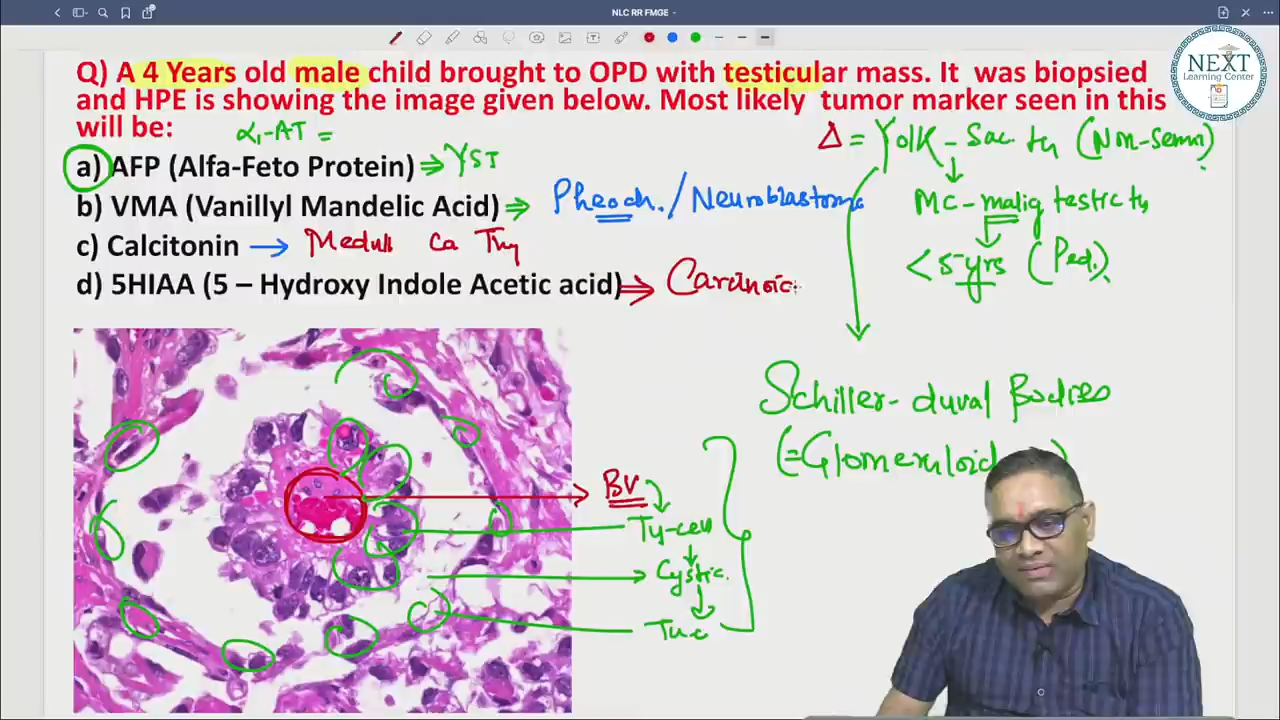 NLC RR FMGE
NEXT
Learning Center
Q) A 4 Years old male child brought to OPD with testicular mass. It was biopsied
and HPE is showing the image given below. Most likely tumor marker seen in this
will be:
α₁-AT =
a) AFP (Alfa-Feto Protein) ⇒ YST
b) VMA (Vanillyl Mandelic Acid) ⇒ Pheoch. / Neuroblastoma
c) Calcitonin → Medull Ca Thy
d) 5HIAA (5 – Hydroxy Indole Acetic acid) ⇒ Carcinoi
Δ = Yolk - Sac tu (Non-semi)
MC - malig testic tu
< 5 yrs (Ped.)
Schiller-duval Bodies
(=Glomeruloid
BV
Tu-cell
Cystic.
Tu-c